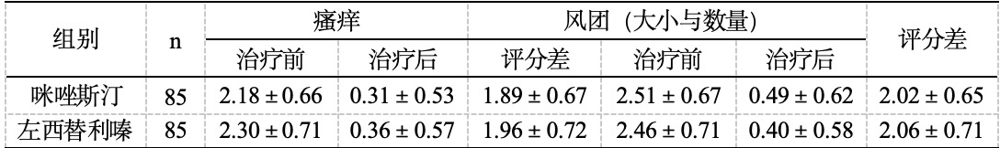 组别 n 瘙痒 风团（大小与数量） 评分差
治疗前 治疗后 评分差 治疗前 治疗后
咪唑斯汀 85 2.18 ± 0.66 0.31 ± 0.53 1.89 ± 0.67 2.51 ± 0.67 0.49 ± 0.62 2.02 ± 0.65
左西替利嗪 85 2.30 ± 0.71 0.36 ± 0.57 1.96 ± 0.72 2.46 ± 0.71 0.40 ± 0.58 2.06 ± 0.71